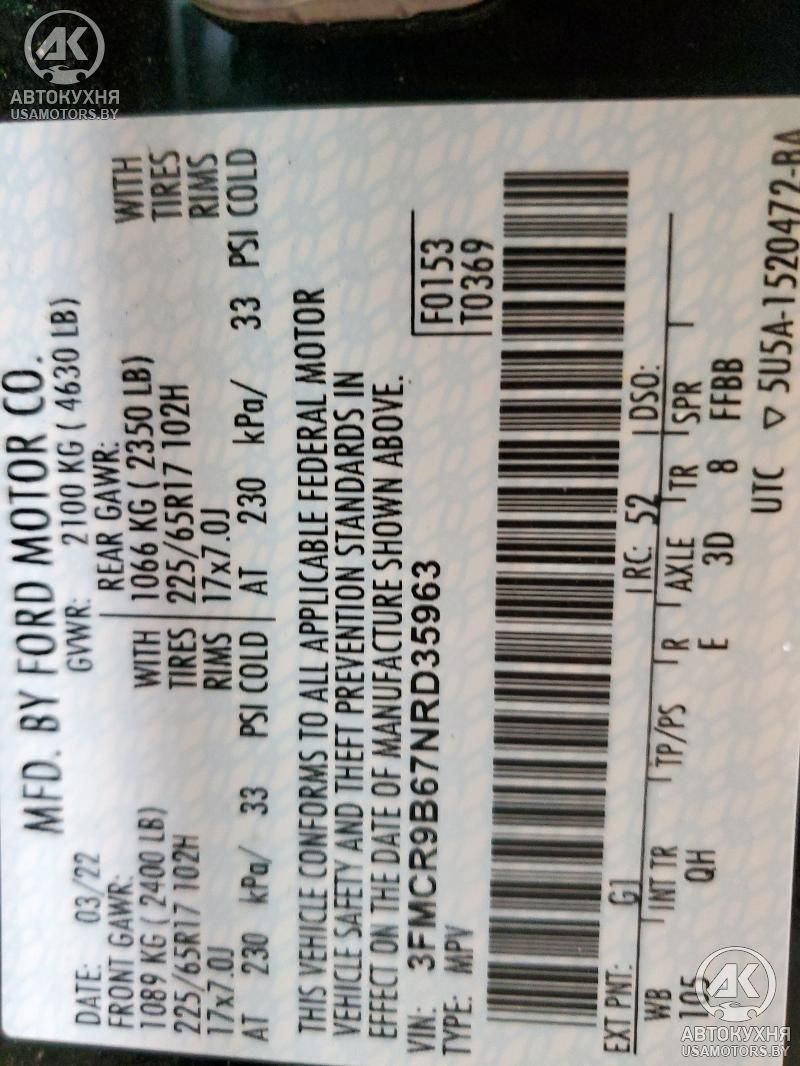 АК
АВТОКУХНЯ
USAMOTORS.BY
MFD. BY FORD MOTOR CO.
DATE: 03/22 GVWR: 2100 KG ( 4630 LB)
FRONT GAWR: REAR GAWR:
1089 KG ( 2400 LB) WITH 1066 KG ( 2350 LB) WITH
225/65R17 102H TIRES 225/65R17 102H TIRES
17x7.0J RIMS 17x7.0J RIMS
AT 230 kPa/ 33 PSI COLD AT 230 kPa/ 33 PSI COLD
THIS VEHICLE CONFORMS TO ALL APPLICABLE FEDERAL MOTOR
VEHICLE SAFETY AND THEFT PREVENTION STANDARDS IN
EFFECT ON THE DATE OF MANUFACTURE SHOWN ABOVE.
VIN: 3FMCR9B67NRD35963 F0153
TYPE: MPV T0369
EXT PNT: G1 RC: 52 DSO:
WB INT TR TP/PS R AXLE TR SPR
105 QH E 3D 8 FFBB
UTC ▽ 5U5A-1520472-BA
АК
АВТОКУХНЯ
USAMOTORS.BY